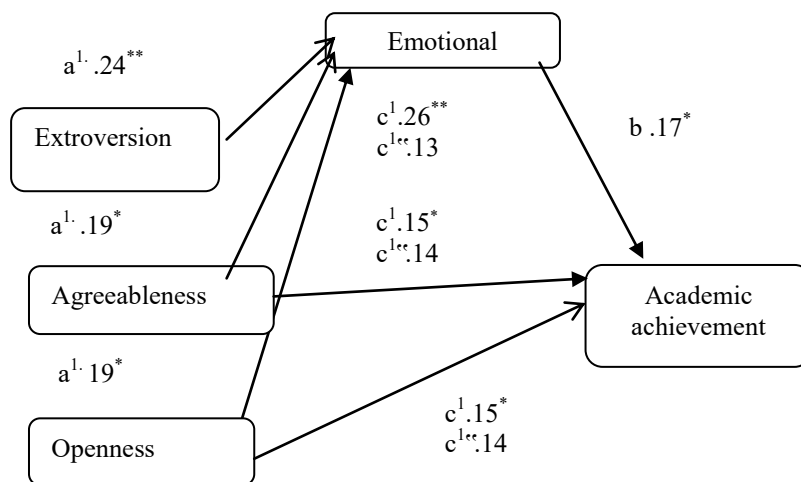 Emotional
a¹· .24**
Extroversion
c¹.26**
c¹“.13
b .17*
a¹· .19*
c¹.15*
c¹“.14
Agreeableness
Academic
achievement
a¹· 19*
c¹.15*
c¹“.14
Openness